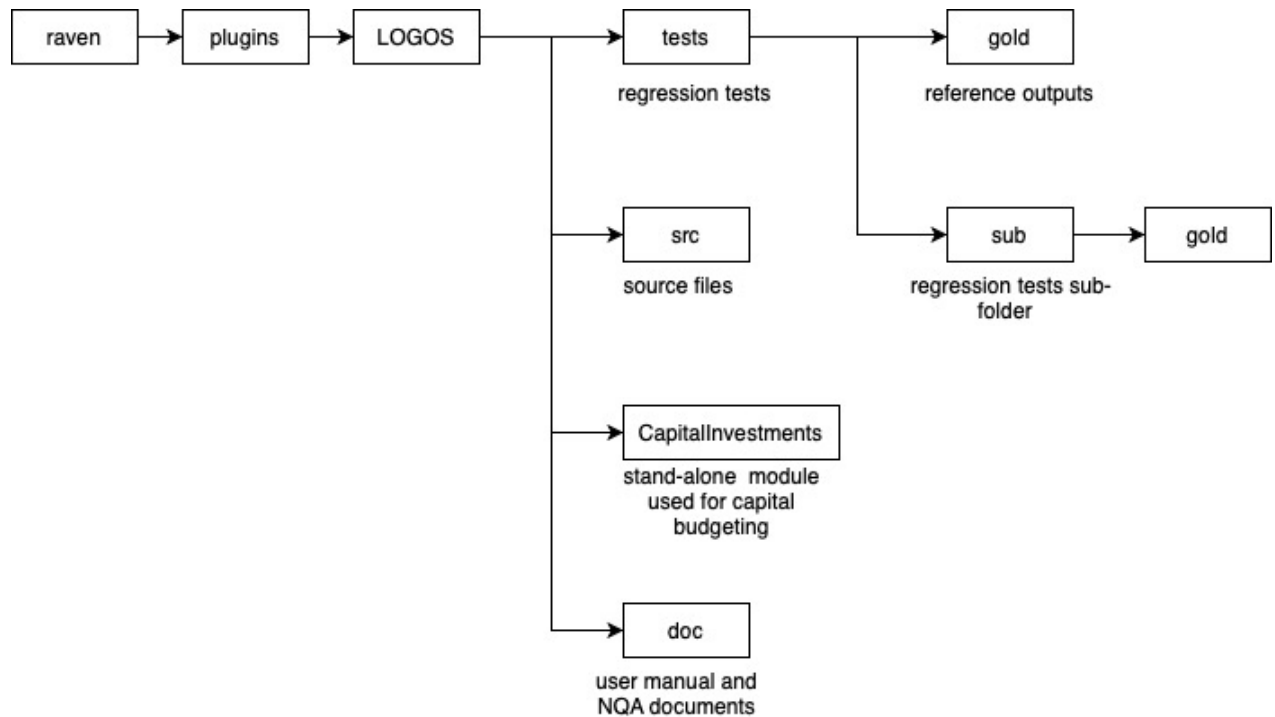 raven
plugins
LOGOS
tests
gold
regression tests
reference outputs
src
sub
gold
source files
regression tests sub-
folder
CapitalInvestments
stand-alone module
used for capital
budgeting
doc
user manual and
NQA documents